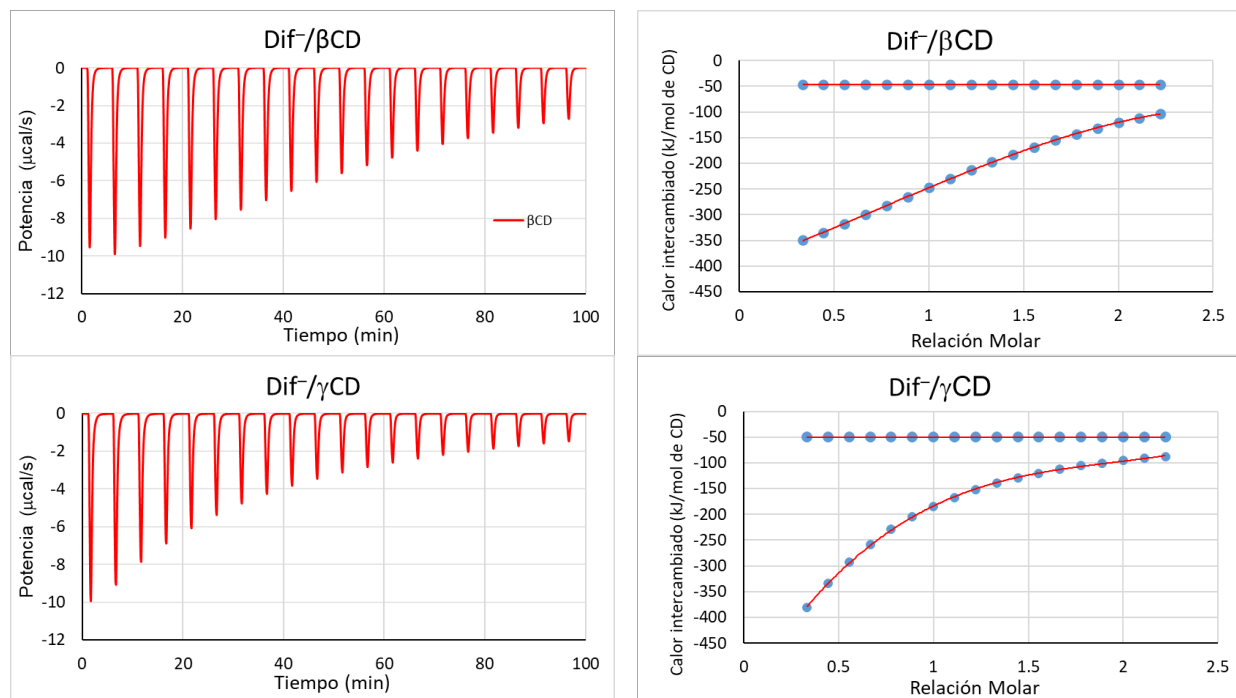 Dif⁻/βCD
0
-2
-4
-6
-8
-10
-12
Potencia (μcal/s)
βCD
0 20 40 60 80 100
Tiempo (min)
Dif⁻/βCD
0
-50
-100
-150
-200
-250
-300
-350
-400
-450
Calor intercambiado (kJ/mol de CD)
0 0.5 1 1.5 2 2.5
Relación Molar
Dif⁻/γCD
0
-2
-4
-6
-8
-10
-12
Potencia (μcal/s)
0 20 40 60 80 100
Tiempo (min)
Dif⁻/γCD
0
-50
-100
-150
-200
-250
-300
-350
-400
-450
Calor intercambiado (kJ/mol de CD)
0 0.5 1 1.5 2 2.5
Relación Molar